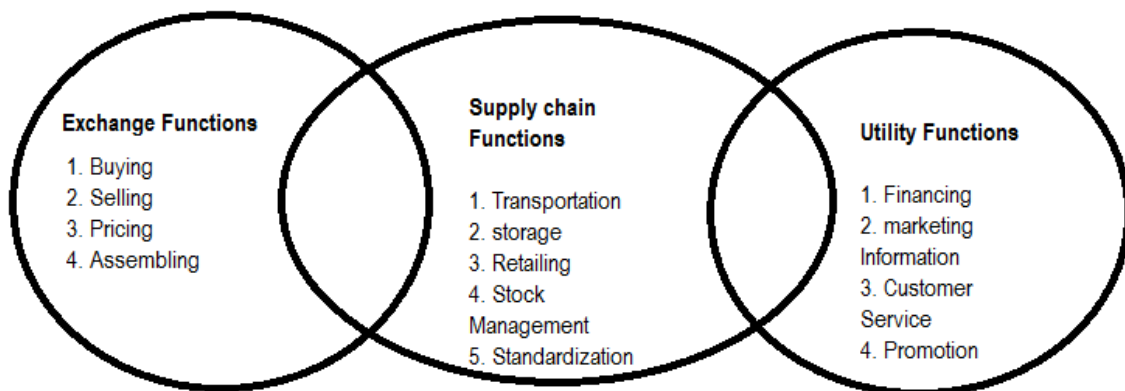 Exchange Functions
1. Buying
2. Selling
3. Pricing
4. Assembling
Supply chain
Functions
1. Transportation
2. storage
3. Retailing
4. Stock
Management
5. Standardization
Utility Functions
1. Financing
2. marketing
Information
3. Customer
Service
4. Promotion